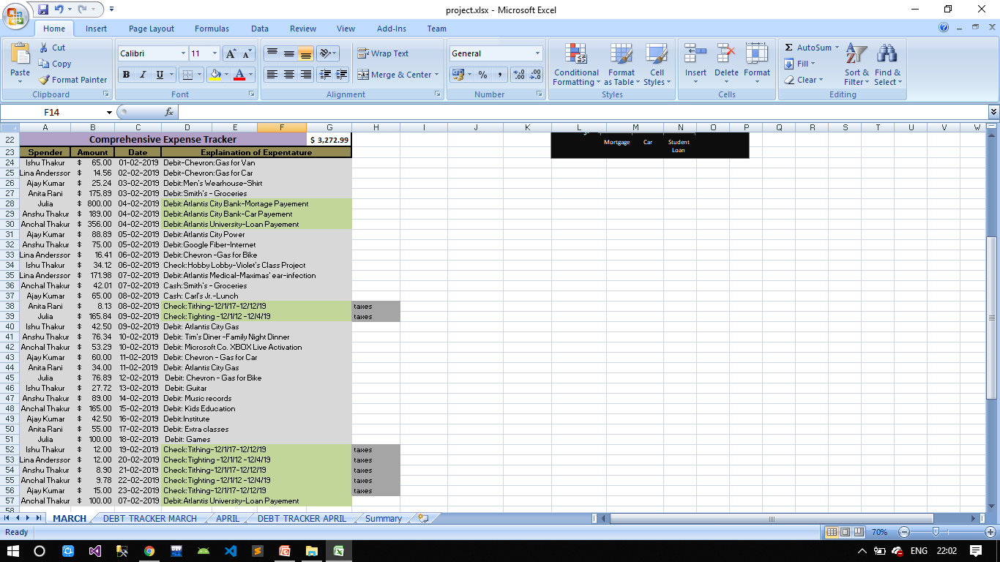 project.xlsx - Microsoft Excel
Home Insert Page Layout Formulas Data Review View Add-Ins Team
Paste Cut Copy Format Painter Clipboard
Calibri 11 B I U Font
Wrap Text Merge & Center Alignment
General % , Number
Conditional Formatting Format as Table Cell Styles Styles
Insert Delete Format Cells
Σ AutoSum Fill Clear Sort & Filter Find & Select Editing
F14 fx
A B C D E F G H I J K L M N O P Q R S T U V W
22 Comprehensive Expense Tracker $ 3,272.99
Mortgage Car Student Loan
23 Spender Amount Date Explaination of Expentature
24 Ishu Thakur $ 65.00 01-02-2019 Debit-Chevron:Gas for Van
25 Lina Anderssor $ 14.56 02-02-2019 Debit-Chevron:Gas for Car
26 Ajay Kumar $ 25.24 03-02-2019 Debit:Men's Wearhouse-Shirt
27 Anita Rani $ 175.89 03-02-2019 Debit:Smith's - Groceries
28 Julia $ 800.00 04-02-2019 Debit:Atlantis City Bank-Mortage Payement
29 Anshu Thakur $ 189.00 04-02-2019 Debit:Atlantis City Bank-Car Payement
30 Anchal Thakur $ 356.00 04-02-2019 Debit:Atlantis University-Loan Payement
31 Ajay Kumar $ 88.89 05-02-2019 Debit:Atlantis City Power
32 Anshu Thakur $ 75.00 05-02-2019 Debit:Google Fiber-Internet
33 Lina Anderssor $ 16.41 06-02-2019 Debit:Chevron -Gas for Bike
34 Ishu Thakur $ 34.12 06-02-2019 Check:Hobby Lobby-Violet's Class Project
35 Lina Anderssor $ 171.98 07-02-2019 Debit:Atlantis Medical-Maximas' ear-infection
36 Anchal Thakur $ 42.01 07-02-2019 Cash:Smith's - Groceries
37 Ajay Kumar $ 65.00 08-02-2019 Cash: Carl's Jr.-Lunch
38 Anita Rani $ 8.13 08-02-2019 Check:Tithing-12/1/17-12/12/19 taxes
39 Julia $ 165.84 09-02-2019 Check:Tighting -12/1/12 -12/4/19 taxes
40 Ishu Thakur $ 42.50 09-02-2019 Debit: Atlantis City Gas
41 Anshu Thakur $ 76.34 10-02-2019 Debit: Tim's Diner -Family Night Dinner
42 Anchal Thakur $ 53.29 10-02-2019 Debit: Microsoft Co. XBOX Live Activation
43 Ajay Kumar $ 60.00 11-02-2019 Debit: Chevron - Gas for Car
44 Anita Rani $ 34.00 11-02-2019 Debit: Atlantis City Gas
45 Julia $ 76.89 12-02-2019 Debit: Chevron - Gas for Bike
46 Ishu Thakur $ 27.72 13-02-2019 Debit: Guitar
47 Anshu Thakur $ 89.00 14-02-2019 Debit: Music records
48 Anchal Thakur $ 165.00 15-02-2019 Debit: Kids Education
49 Ajay Kumar $ 42.50 16-02-2019 Debit:Institute
50 Anita Rani $ 55.00 17-02-2019 Debit: Extra classes
51 Julia $ 100.00 18-02-2019 Debit: Games
52 Ishu Thakur $ 12.00 19-02-2019 Check:Tithing-12/1/17-12/12/19 taxes
53 Lina Anderssor $ 12.00 20-02-2019 Check:Tighting -12/1/12 -12/4/19 taxes
54 Anshu Thakur $ 8.90 21-02-2019 Check:Tithing-12/1/17-12/12/19 taxes
55 Anchal Thakur $ 9.78 22-02-2019 Check:Tighting -12/1/12 -12/4/19 taxes
56 Ajay Kumar $ 15.00 23-02-2019 Check:Tithing-12/1/17-12/12/19 taxes
57 Anchal Thakur $ 100.00 07-02-2019 Debit:Atlantis University-Loan Payement
58
MARCH DEBT TRACKER MARCH APRIL DEBT TRACKER APRIL Summary
Ready 70%
ENG 22:02